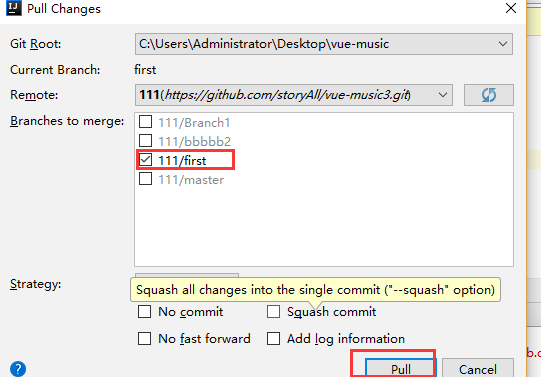 Pull Changes
Git Root: C:\Users\Administrator\Desktop\vue-music
Current Branch: first
Remote: 111(https://github.com/storyAll/vue-music3.git)
Branches to merge: 111/Branch1
111/bbbbb2
111/first
111/master
Strategy:
Squash all changes into the single commit ("--squash" option)
No commit Squash commit
No fast forward Add log information
? Pull Cancel